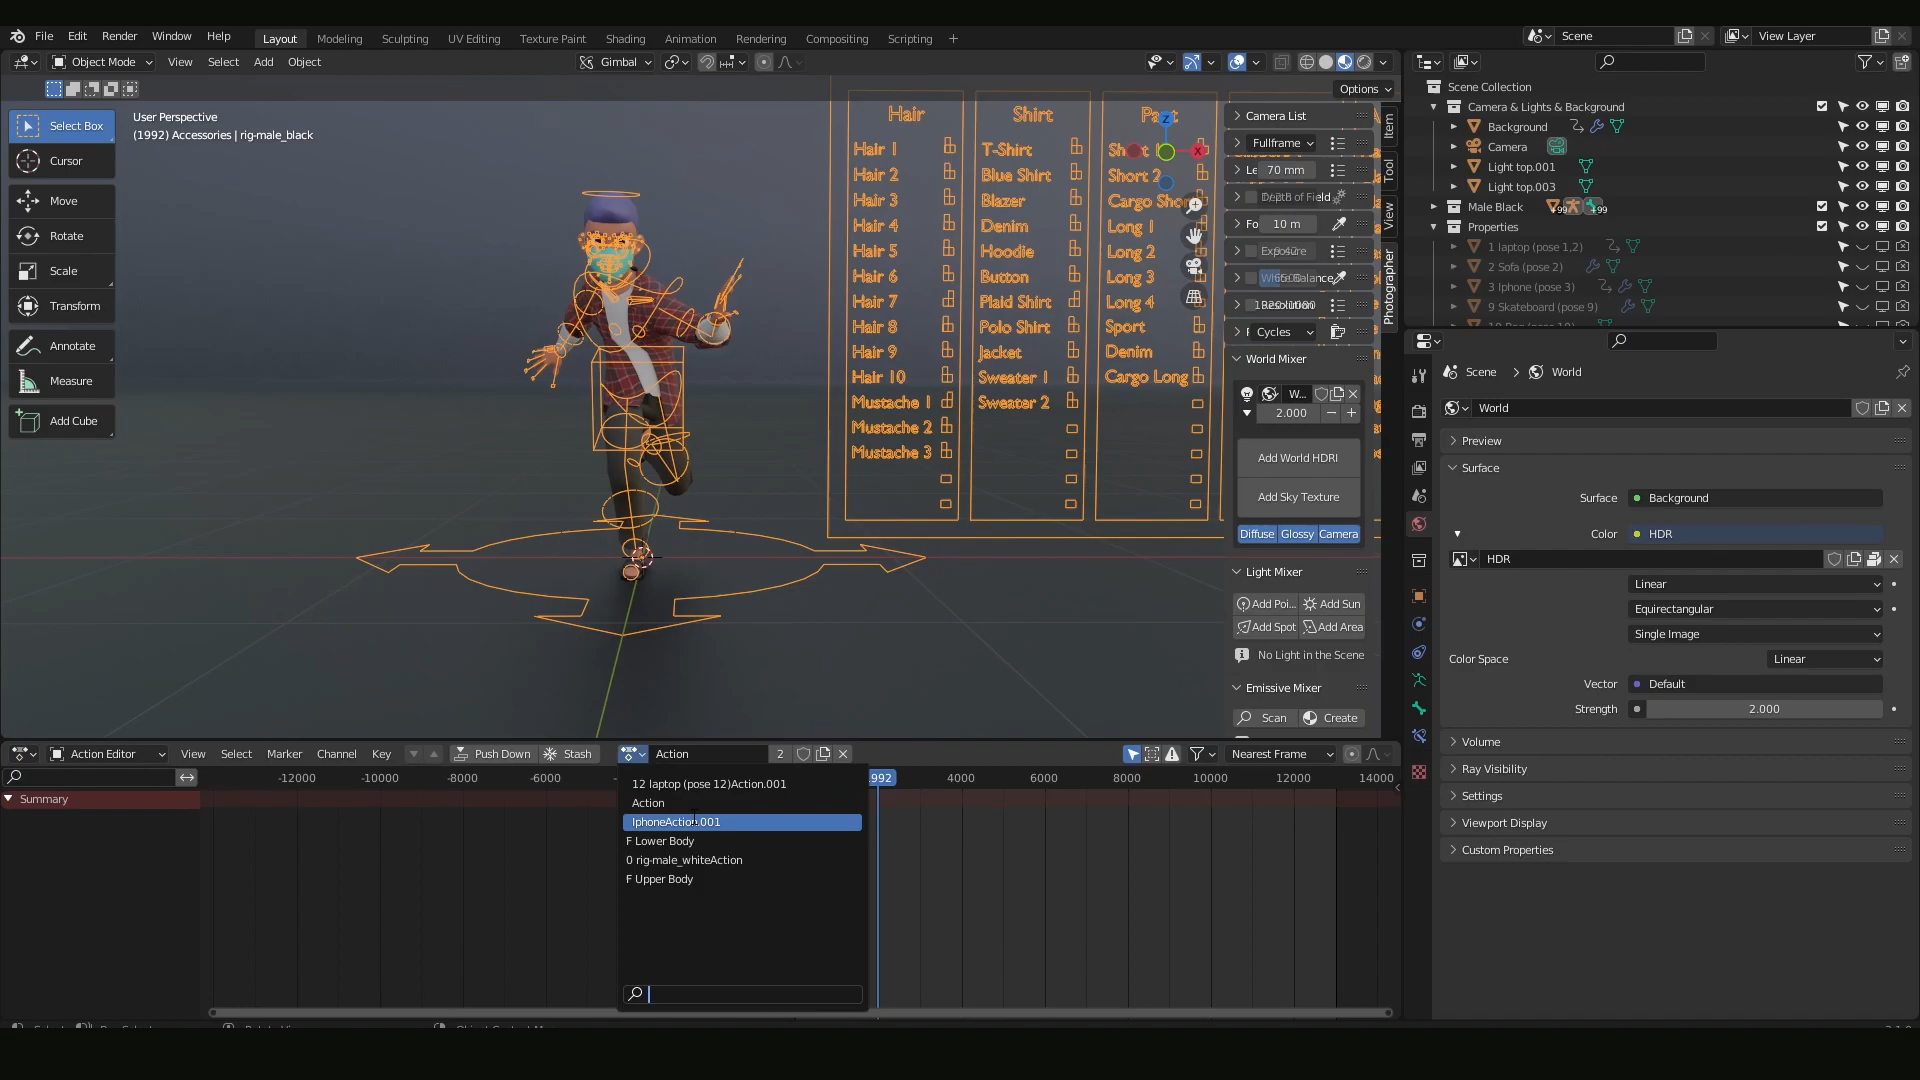 File Edit Render Window Help Layout Modeling Sculpting UV Editing Texture Paint Shading Animation Rendering Compositing Scripting + Scene View Layer
Object Mode View Select Add Object Gimbal
Options
Select Box
Cursor
Move
Rotate
Scale
Transform
Annotate
Measure
Add Cube
User Perspective
(1992) Accessories | rig-male_black
Hair
Hair 1
Hair 2
Hair 3
Hair 4
Hair 5
Hair 6
Hair 7
Hair 8
Hair 9
Hair 10
Mustache 1
Mustache 2
Mustache 3
Shirt
T-Shirt
Blue Shirt
Blazer
Denim
Hoodie
Button
Plaid Shirt
Polo Shirt
Jacket
Sweater 1
Sweater 2
Short 2
Cargo Shor
Long 1
Long 2
Long 3
Long 4
Sport
Denim
Cargo Long
Z
X
Camera List
Fullframe
Le 70 mm
Depth of Field
Fo 10 m
Exposure
White Balance
Resolution
Cycles
World Mixer
W...
2.000
Add World HDRI
Add Sky Texture
Diffuse Glossy Camera
Light Mixer
Add Poi... Add Sun
Add Spot Add Area
No Light in the Scene
Emissive Mixer
Scan Create
Item
Tool
View
Photographer
Scene Collection
Camera & Lights & Background
Background
Camera
Light top.001
Light top.003
Male Black +99 +99
Properties
1 laptop (pose 1,2)
2 Sofa (pose 2)
3 Iphone (pose 3)
9 Skateboard (pose 9)
Scene > World
World
Preview
Surface
Surface Background
Color HDR
HDR
Linear
Equirectangular
Single Image
Color Space Linear
Vector Default
Strength 2.000
Volume
Ray Visibility
Settings
Viewport Display
Custom Properties
Action Editor View Select Marker Channel Key Push Down Stash Action 2 Nearest Frame
-12000 -10000 -8000 -6000 992 4000 6000 8000 10000 12000 14000
Summary
12 laptop (pose 12)Action.001
Action
IphoneAction.001
F Lower Body
0 rig-male_whiteAction
F Upper Body